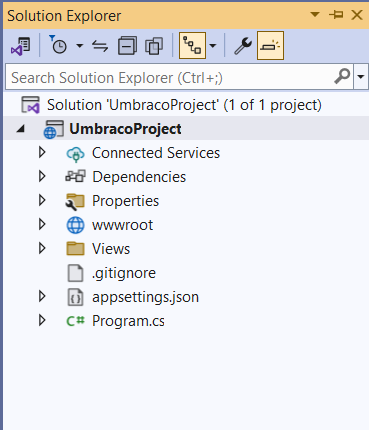 Solution Explorer
Search Solution Explorer (Ctrl+;)
Solution 'UmbracoProject' (1 of 1 project)
UmbracoProject
Connected Services
Dependencies
Properties
wwwroot
Views
.gitignore
appsettings.json
C# Program.cs